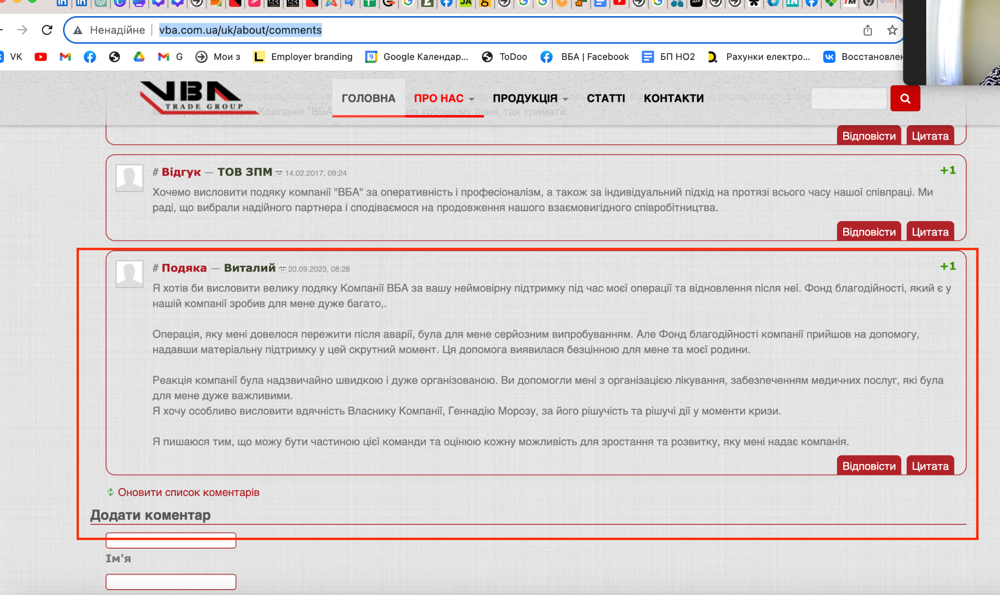 Ненадійне vba.com.ua/uk/about/comments
VK G Мои з Employer branding Google Календар... ToDoo ВБА | Facebook БП НО2 Рахунки електро... Восстановлен
VBA
TRADE GROUP
ГОЛОВНА ПРО НАС ПРОДУКЦІЯ СТАТТІ КОНТАКТИ
Компанія "ВБА на хорошому рівні, так тримати.
Відповісти Цитата
# Відгук — ТОВ ЗПМ 14.02.2017, 09:24 +1
Хочемо висловити подяку компанії "ВБА" за оперативність і професіоналізм, а також за індивідуальний підхід на протязі всього часу нашої співпраці. Ми
раді, що вибрали надійного партнера і сподіваємося на продовження нашого взаємовигідного співробітництва.
Відповісти Цитата
# Подяка — Виталий 20.09.2023, 08:28 +1
Я хотів би висловити велику подяку Компанії ВБА за вашу неймовірну підтримку під час моєї операції та відновлення після неї. Фонд благодійності, який є у
нашій компанії зробив для мене дуже багато,.
Операція, яку мені довелося пережити після аварії, була для мене серйозним випробуванням. Але Фонд благодійності компанії прийшов на допомогу,
надавши матеріальну підтримку у цей скрутний момент. Ця допомога виявилася безцінною для мене та моєї родини.
Реакція компанії була надзвичайно швидкою і дуже організованою. Ви допомогли мені з організацією лікування, забезпеченням медичних послуг, які була
для мене дуже важливими.
Я хочу особливо висловити вдячність Власнику Компанії, Геннадію Морозу, за його рішучість та рішучі дії у моменти кризи.
Я пишаюся тим, що можу бути частиною цієї команди та оцінюю кожну можливість для зростання та розвитку, яку мені надає компанія.
Відповісти Цитата
Оновити список коментарів
Додати коментар
Ім'я